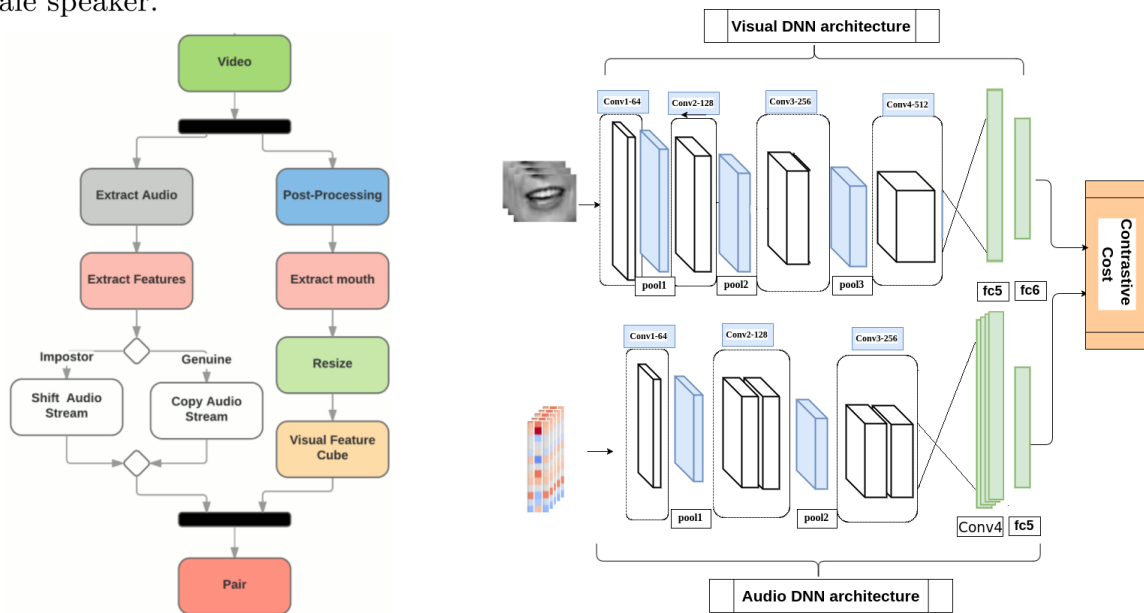 ale speaker.
Video
Extract Audio
Post-Processing
Extract Features
Extract mouth
Impostor
Genuine
Shift Audio
Stream
Copy Audio
Stream
Resize
Visual Feature
Cube
Pair
Visual DNN architecture
Conv1-64
Conv2-128
Conv3-256
Conv4-512
pool1
pool2
pool3
fc5
fc6
Contrastive
Cost
Conv1-64
Conv2-128
Conv3-256
pool1
pool2
Conv4
fc5
Audio DNN architecture